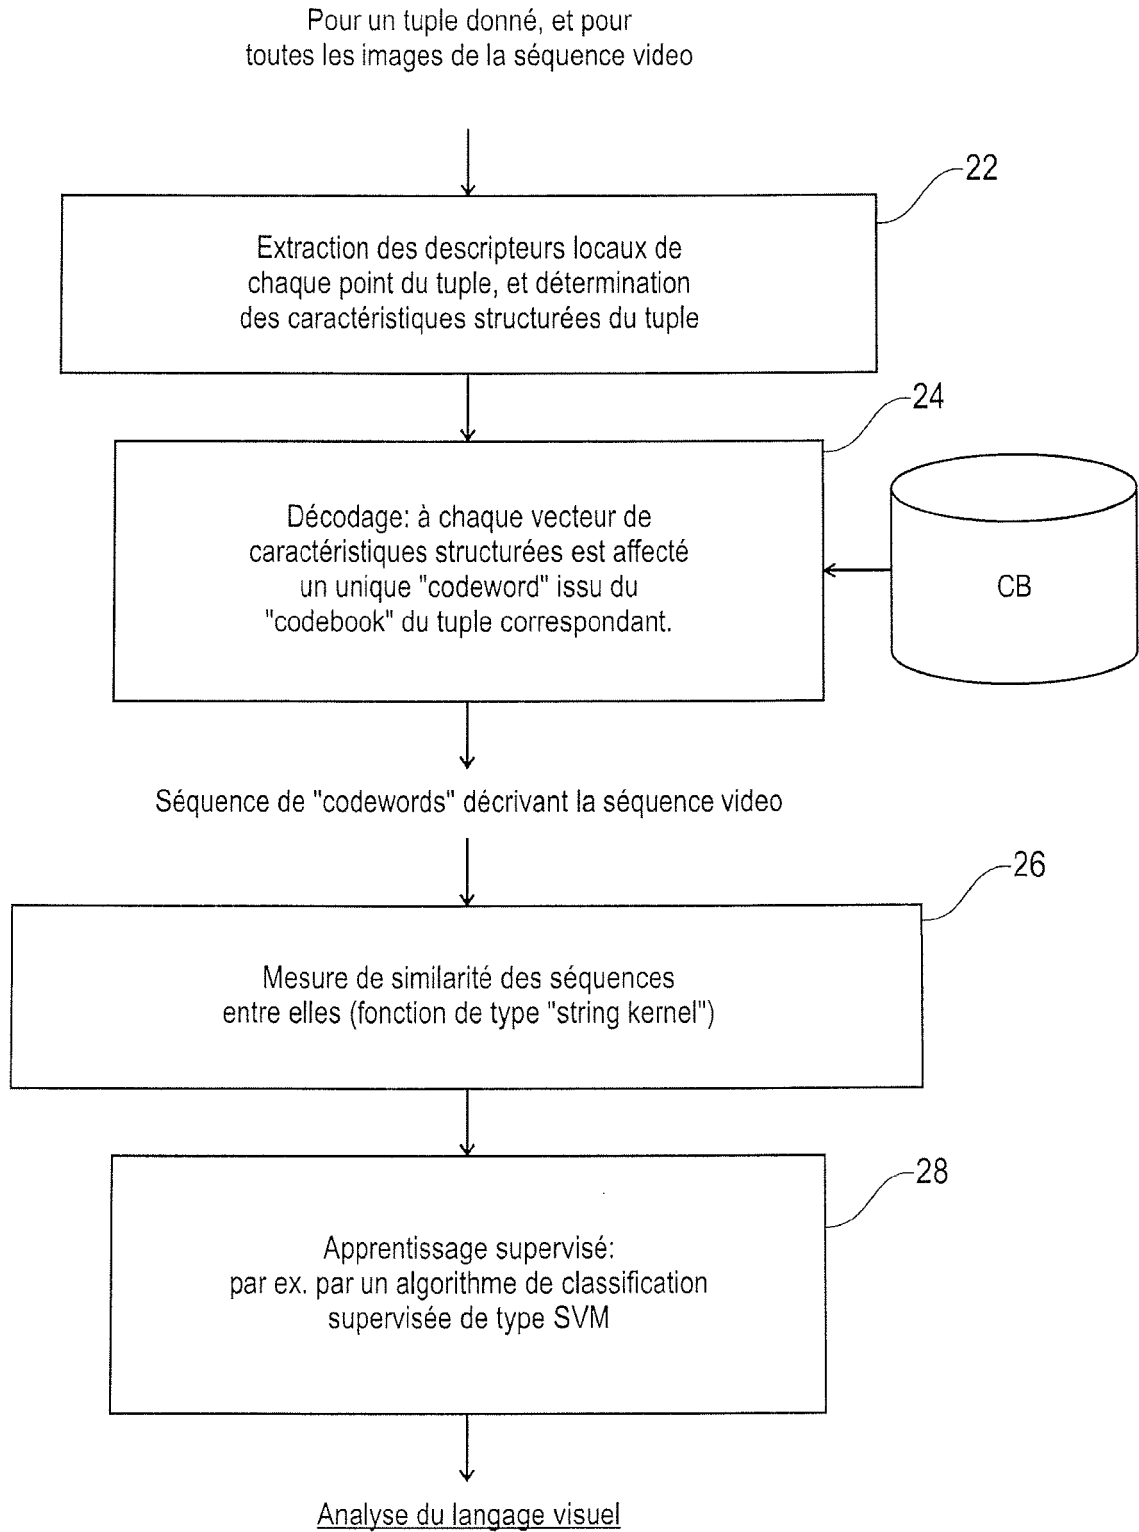 Pour un tuple donné, et pour
toutes les images de la séquence video
22
Extraction des descripteurs locaux de
chaque point du tuple, et détermination
des caractéristiques structurées du tuple
24
Décodage: à chaque vecteur de
caractéristiques structurées est affecté
un unique "codeword" issu du
"codebook" du tuple correspondant.
CB
Séquence de "codewords" décrivant la séquence video
26
Mesure de similarité des séquences
entre elles (fonction de type "string kernel")
28
Apprentissage supervisé:
par ex. par un algorithme de classification
supervisée de type SVM
Analyse du langage visuel